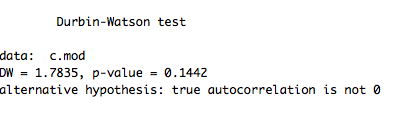 Durbin-Watson test
data: c.mod
DW = 1.7835, p-value = 0.1442
alternative hypothesis: true autocorrelation is not 0